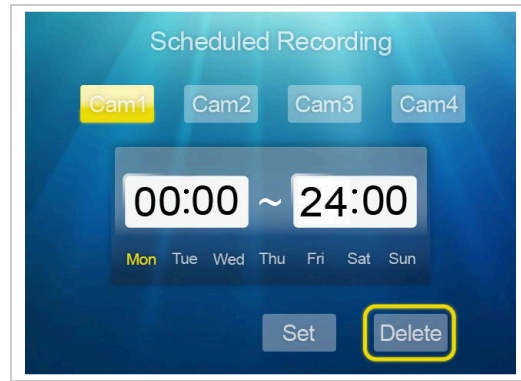 Scheduled Recording
Cam1 Cam2 Cam3 Cam4
00:00 ~ 24:00
Mon Tue Wed Thu Fri Sat Sun
Set Delete